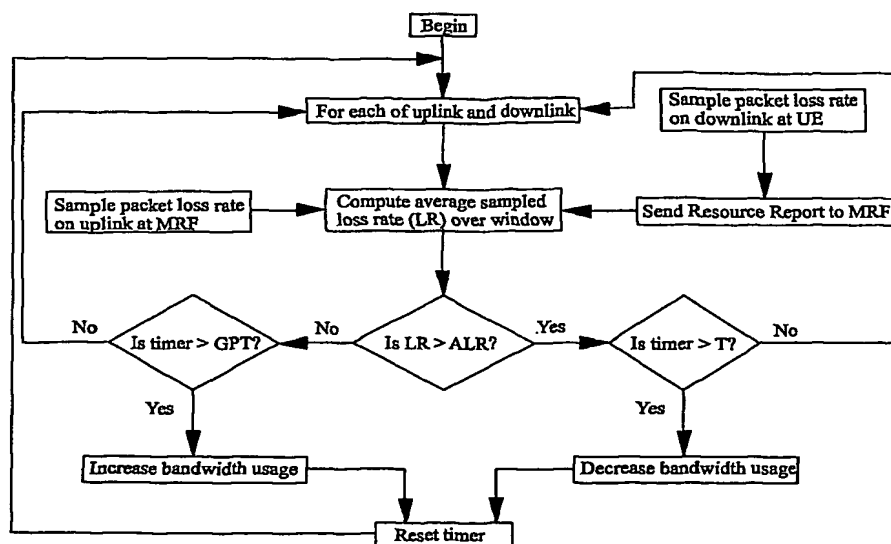 Begin
For each of uplink and downlink
Sample packet loss rate
on downlink at UE
Sample packet loss rate
on uplink at MRF
Compute average sampled
loss rate (LR) over window
Send Resource Report to MRF
No
Is timer > GPT?
No
Is LR > ALR?
.Yes
Is timer > T?
No
Yes
Yes
Increase bandwidth usage
Decrease bandwidth usage
Reset timer